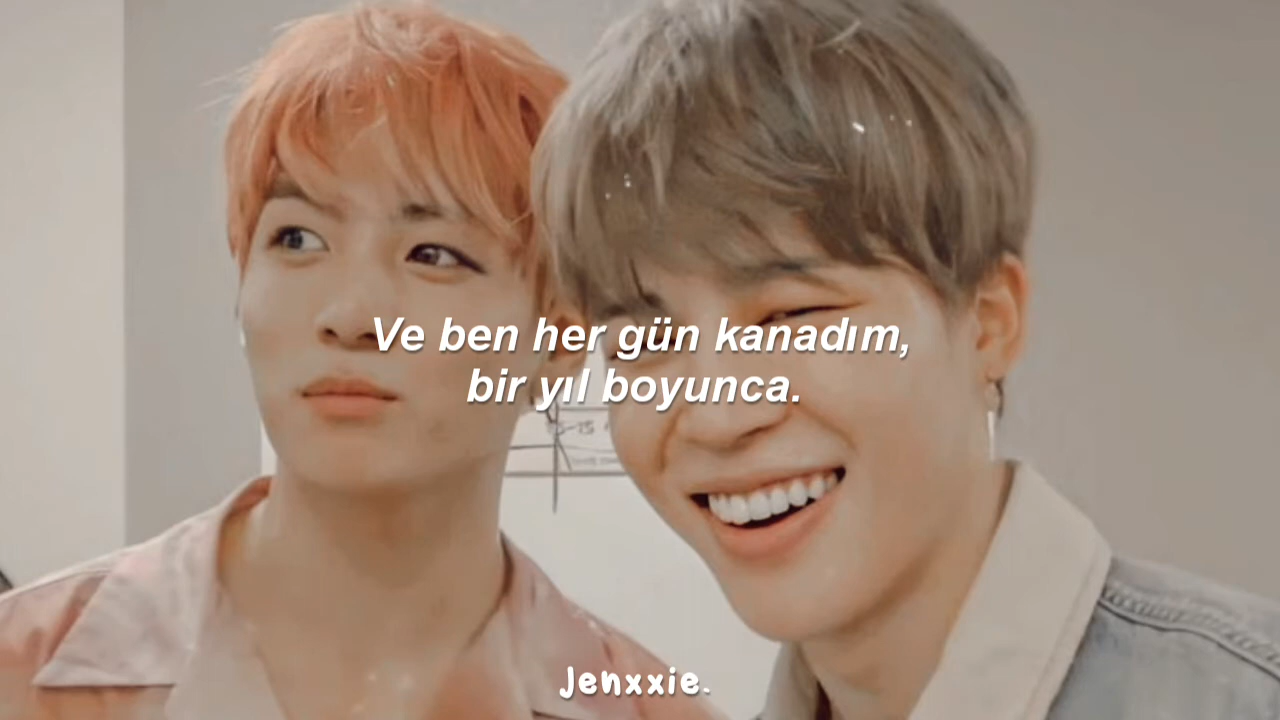 Ve ben her gün kanadım,
bir yıl boyunca.
Jenxxie.